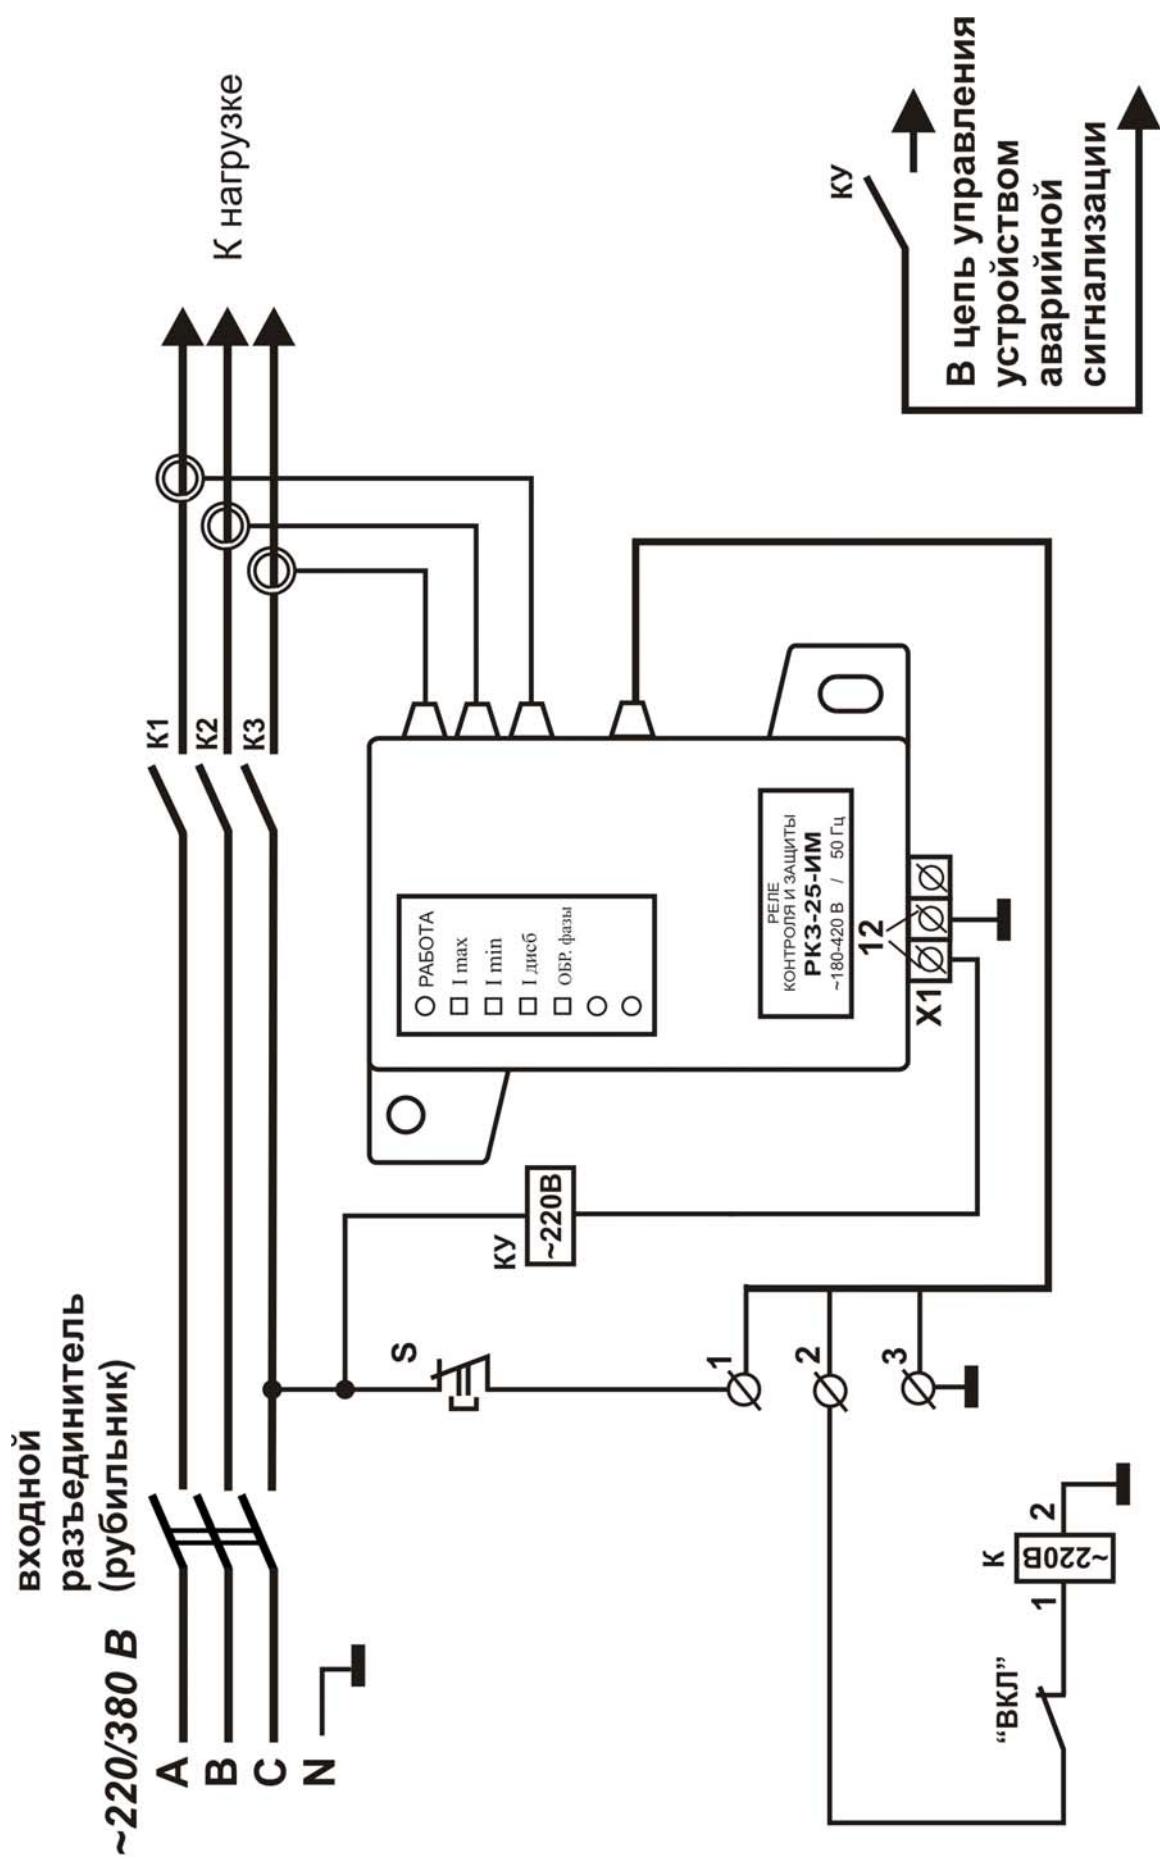 входной
разъединитель
(рубильник)
~220/380 В
A
B
C
N
К1
К2
К3
К нагрузке
S
КУ
~220В
РАБОТА
I max
I min
I дисб
ОБР. фазы
РЕЛЕ
КОНТРОЛЯ И ЗАЩИТЫ
РКЗ-25-ИМ
~180-420 В / 50 Гц
X1
12
1
2
3
"ВКЛ"
1
К
~220В
2
КУ
В цепь управления
устройством
аварийной
сигнализации